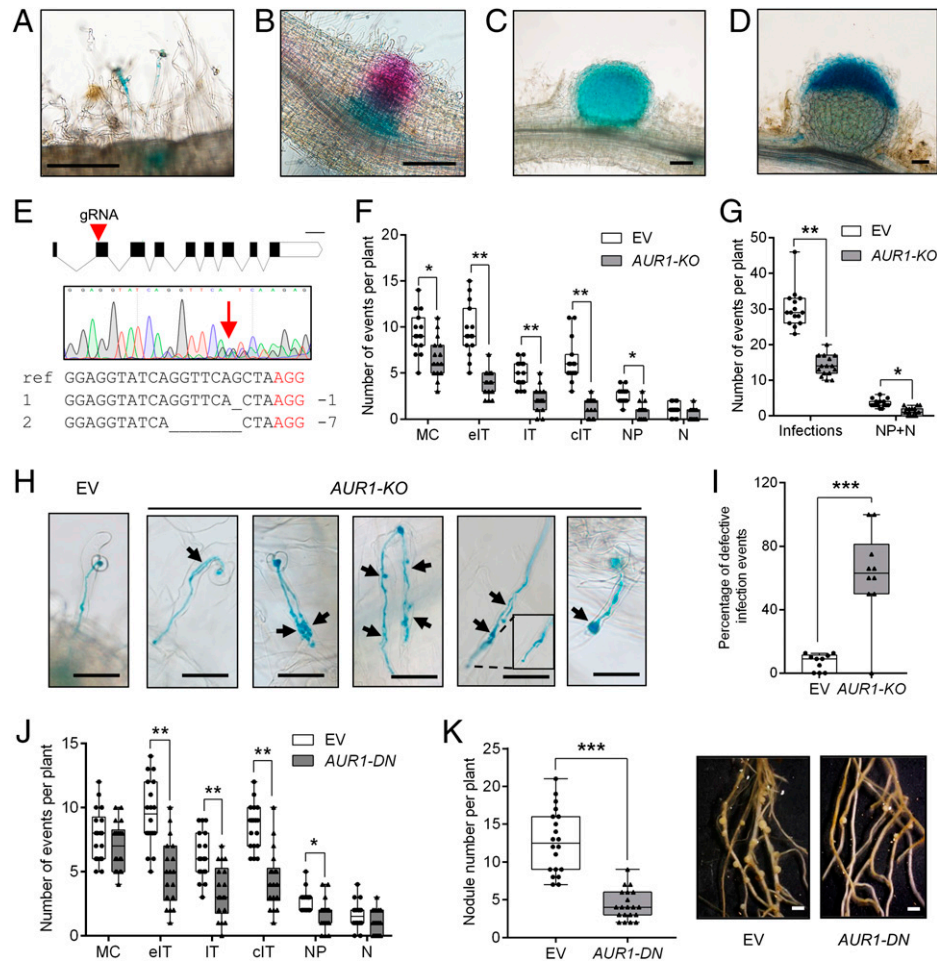 A
B
C
D
E
gRNA
G G A G G T A T C A G G T T C A T C A A G A G
ref GGAGGTATCAGGTTCAGCTAAGG
1 GGAGGTATCAGGTTCA_CTAAGG -1
2 GGAGGTATCA_______CTAAGG -7
F
Number of events per plant
20
15
10
5
0
EV
AUR1-KO
*
**
**
**
*
MC eIT IT cIT NP N
G
Number of events per plant
50
40
30
20
10
0
EV
AUR1-KO
**
*
Infections NP+N
H
EV AUR1-KO
I
Percentage of defective
infection events
120
80
40
0
***
EV AUR1-KO
J
Number of events per plant
15
10
5
0
EV
AUR1-DN
**
**
**
*
MC eIT IT cIT NP N
K
Nodule number per plant
25
20
15
10
5
0
***
EV AUR1-DN
EV AUR1-DN